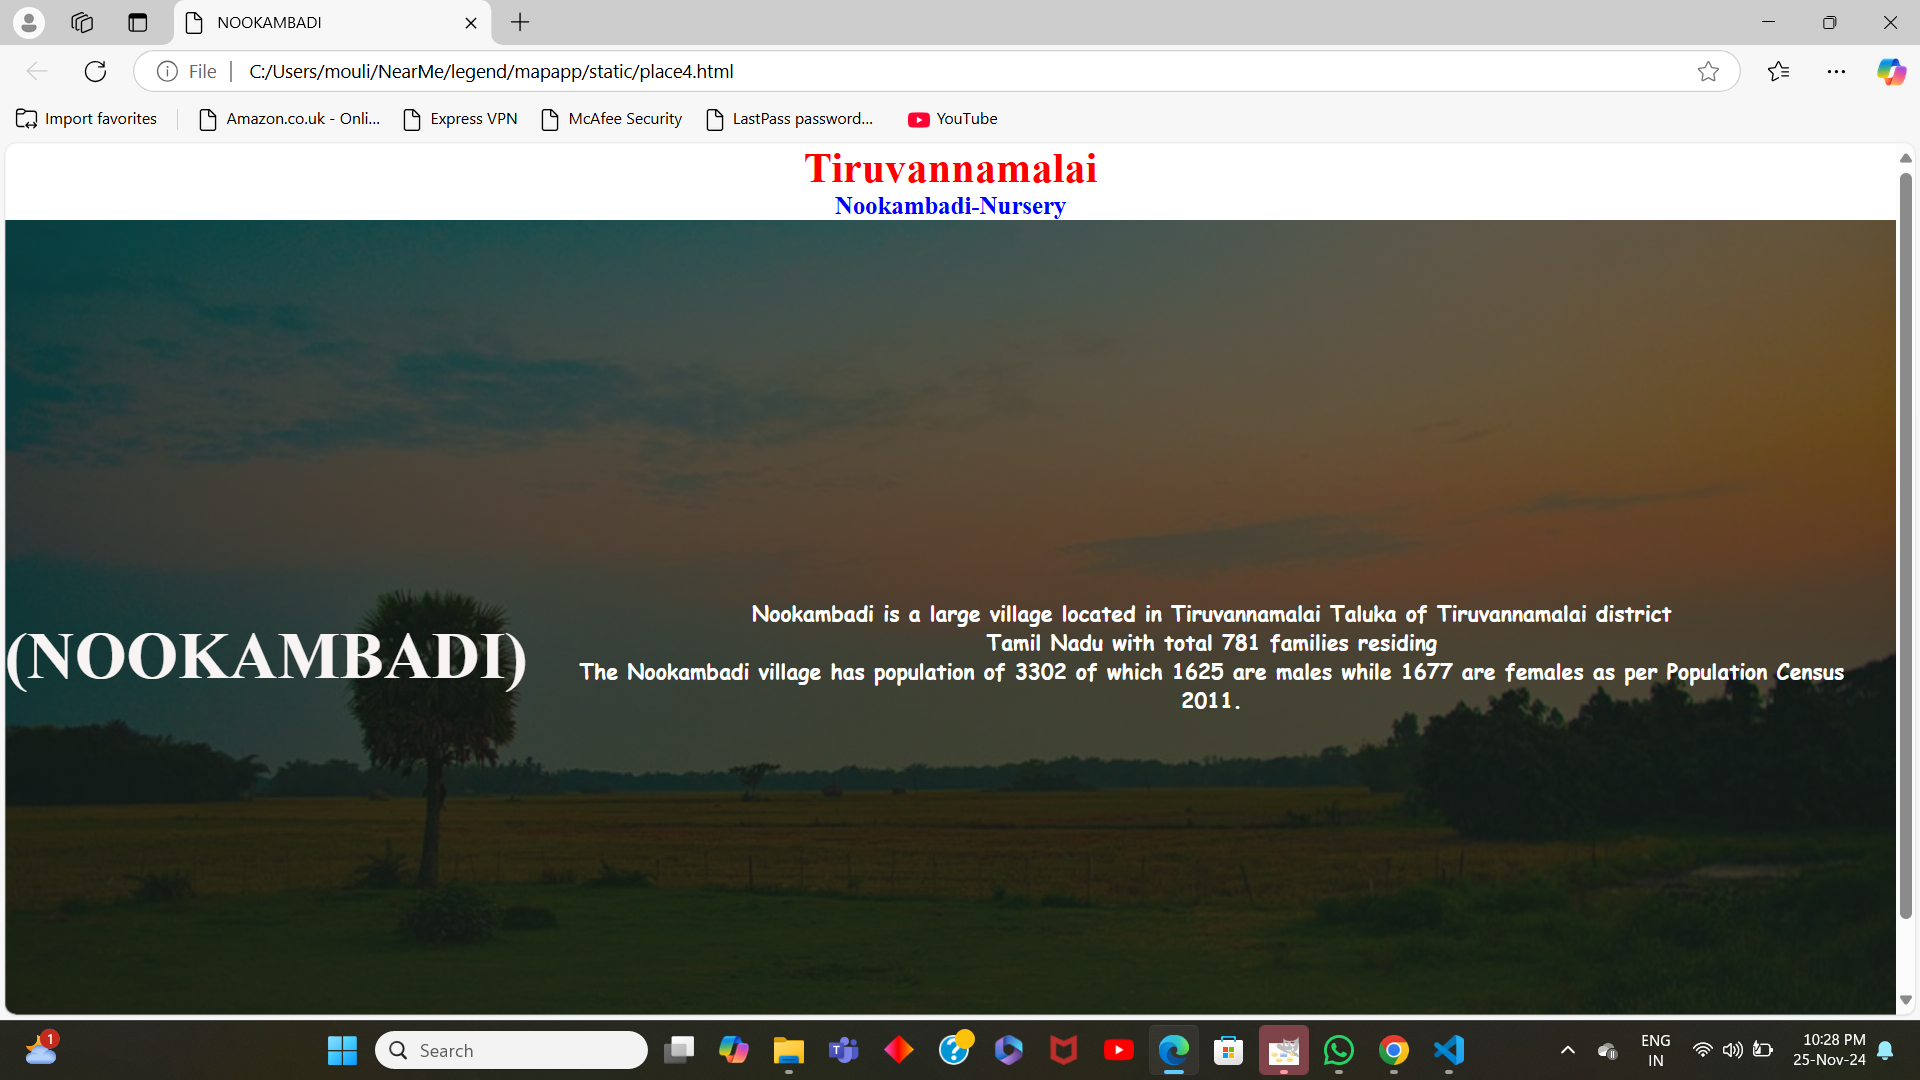 NOOKAMBADI
File
C:/Users/mouli/NearMe/legend/mapapp/static/place4.html
Import favorites
Amazon.co.uk - Onli...
Express VPN
McAfee Security
LastPass password...
YouTube
Tiruvannamalai
Nookambadi-Nursery
(NOOKAMBADI)
Nookambadi is a large village located in Tiruvannamalai Taluka of Tiruvannamalai district
Tamil Nadu with total 781 families residing
The Nookambadi village has population of 3302 of which 1625 are males while 1677 are females as per Population Census
2011.
1
Search
ENG
IN
10:28 PM
25-Nov-24